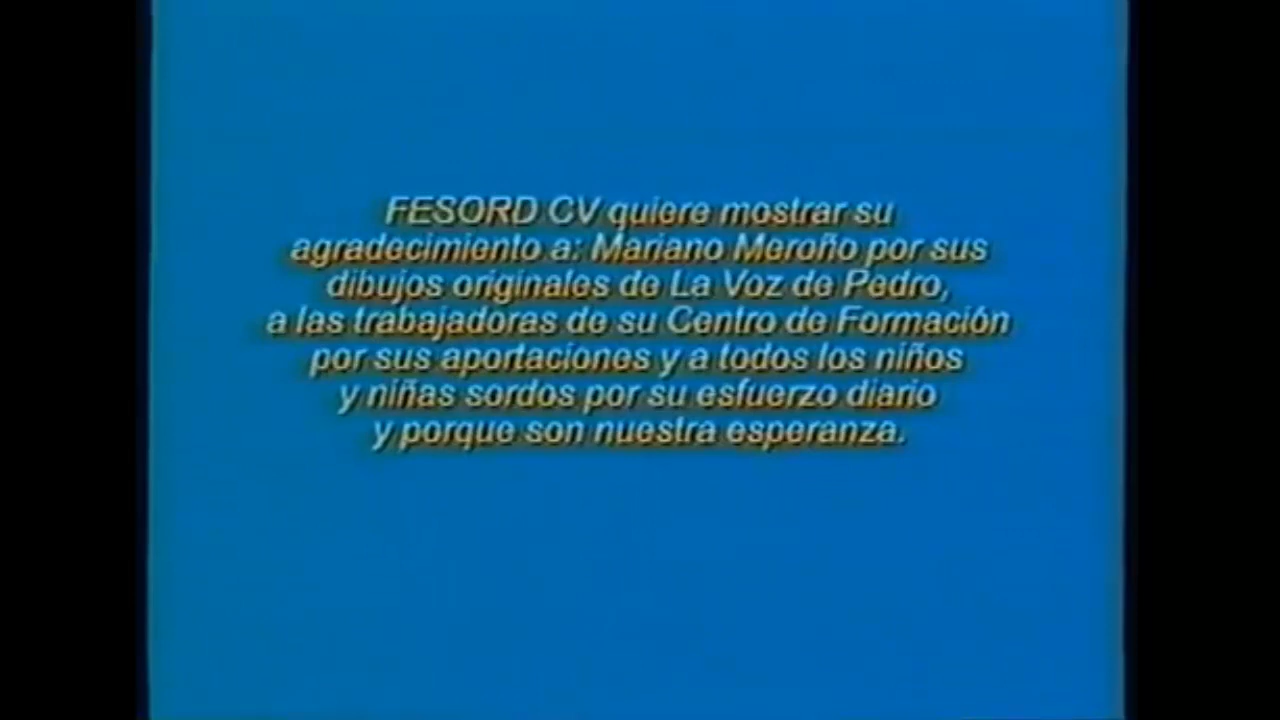 FESORD CV quiere mostrar su
agradecimiento a: Mariano Meroño por sus
dibujos originales de La Voz de Pedro,
a las trabajadoras de su Centro de Formación
por sus aportaciones y a todos los niños
y niñas sordos por su esfuerzo diario
y porque son nuestra esperanza.